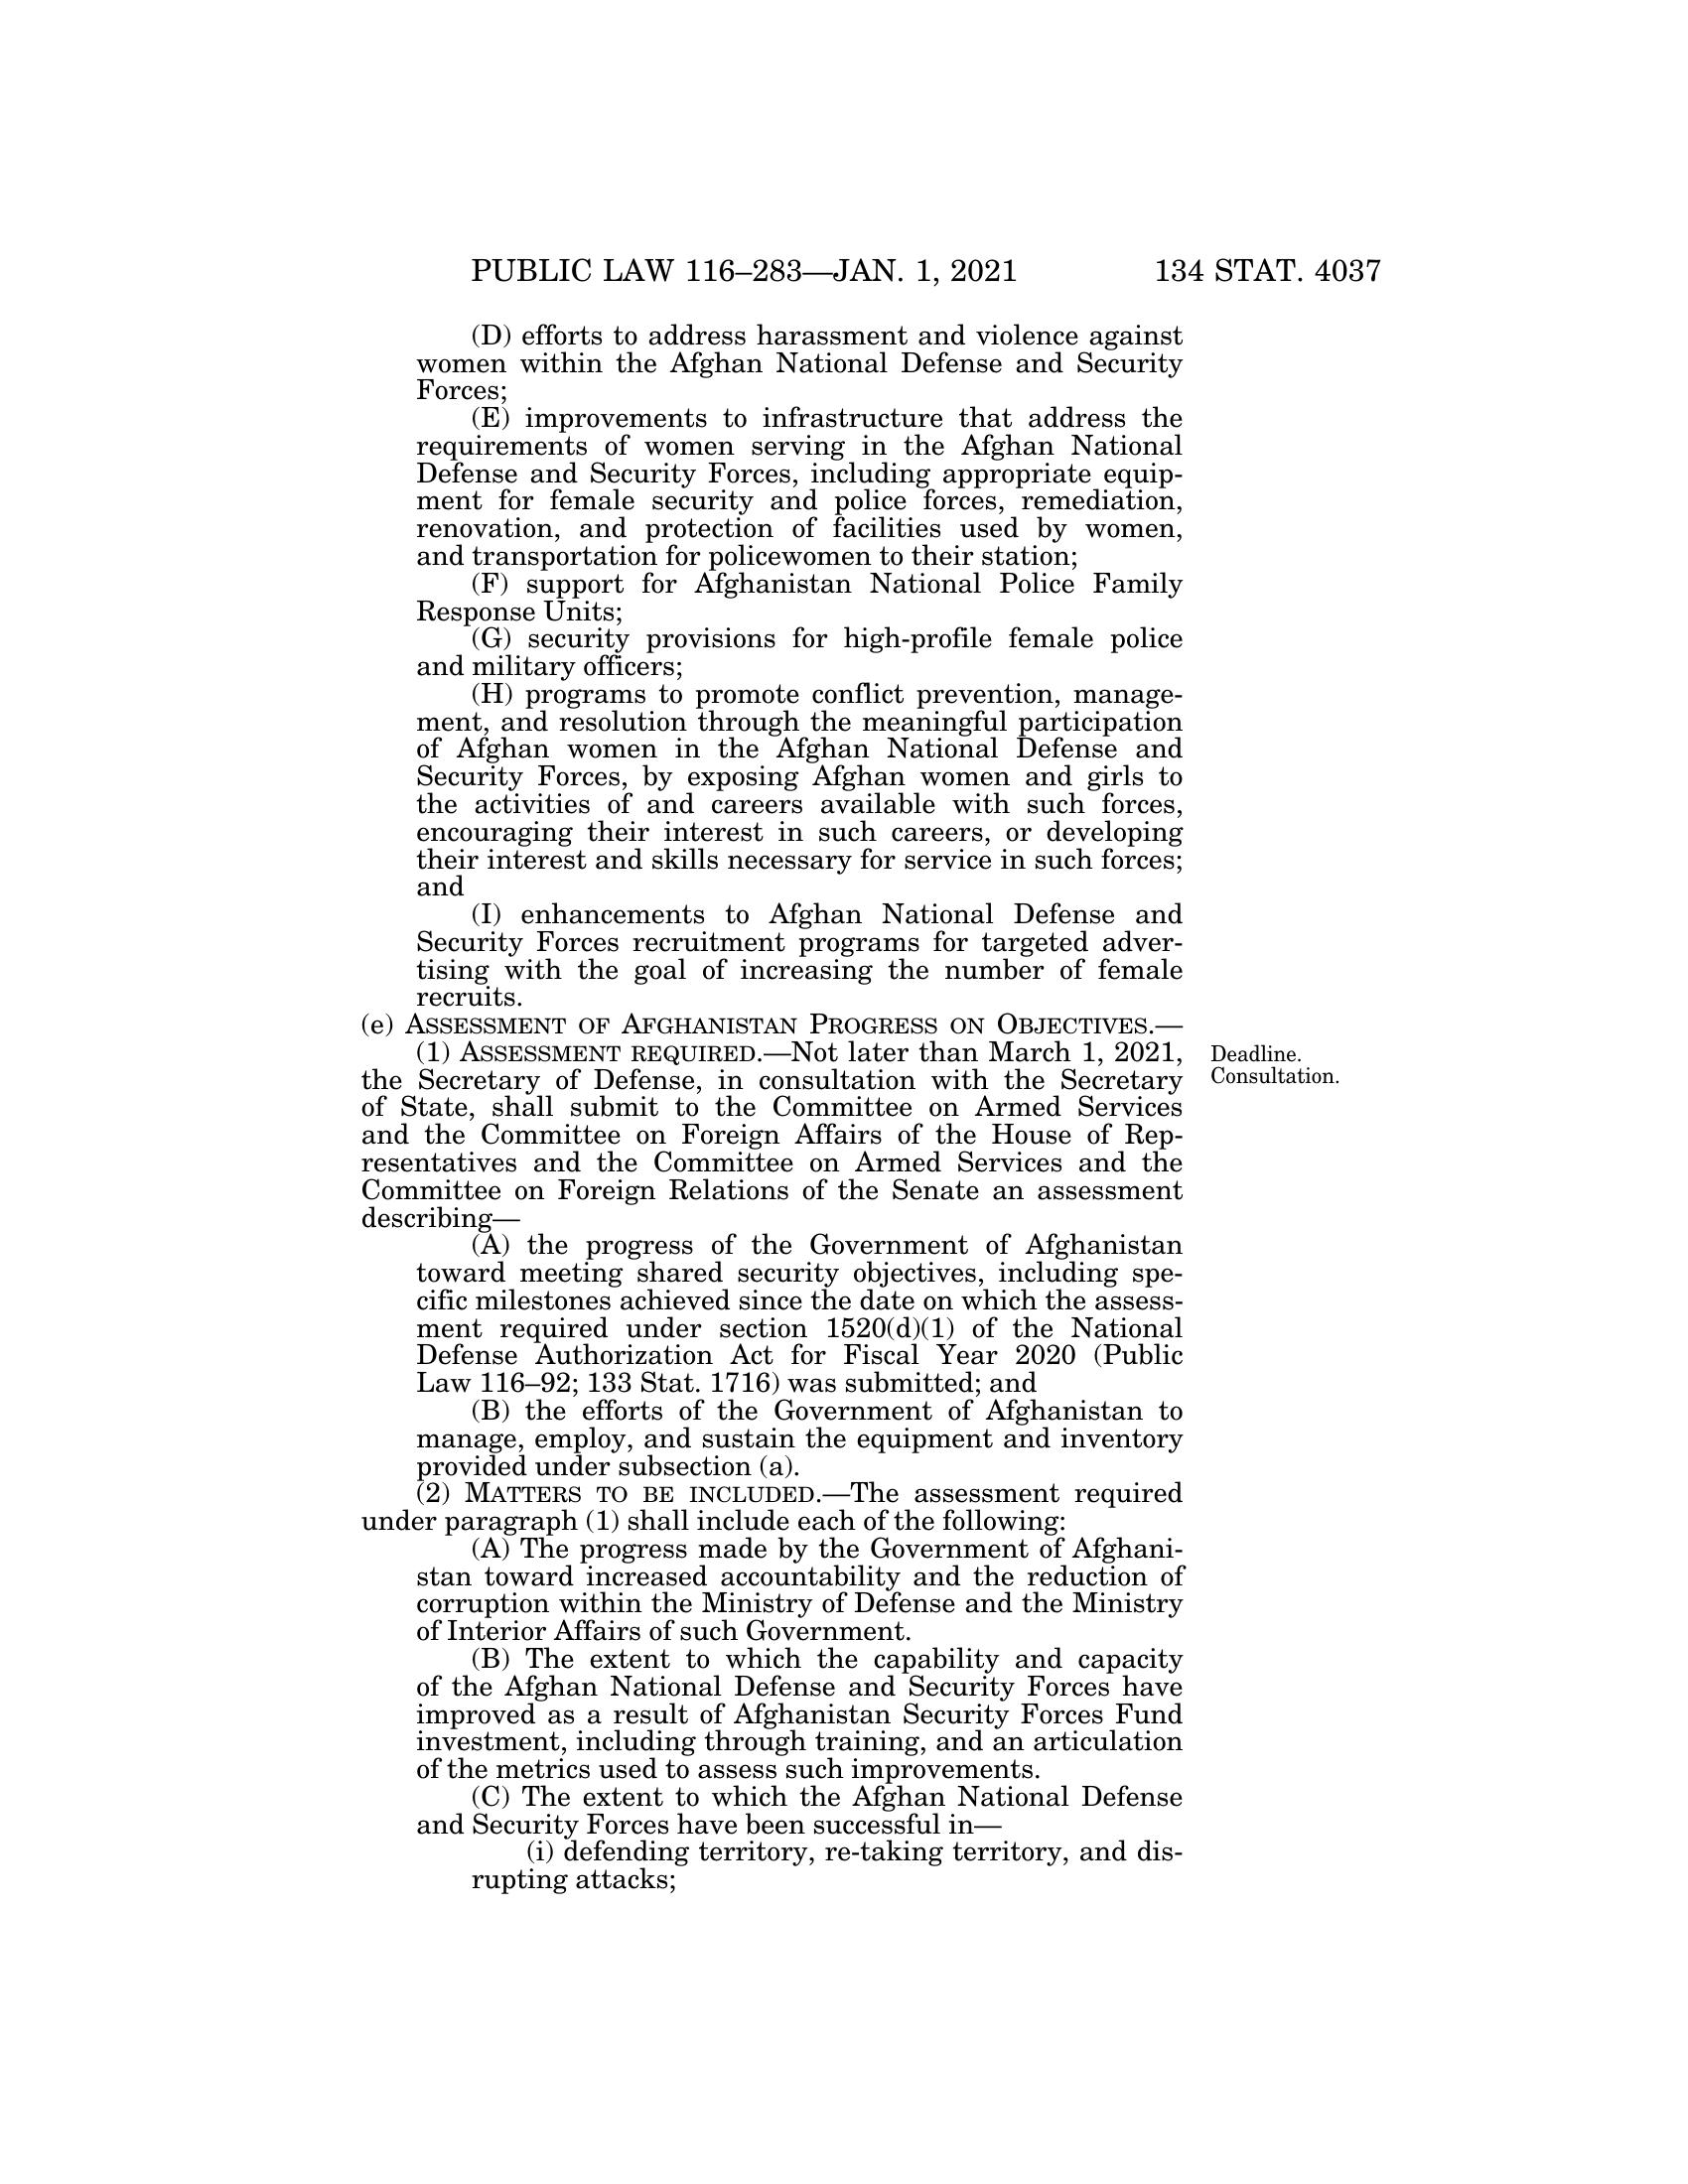 PUBLIC LAW 116–283—JAN. 1, 2021 134 STAT. 4037
(D) efforts to address harassment and violence against
women within the Afghan National Defense and Security
Forces;
(E) improvements to infrastructure that address the
requirements of women serving in the Afghan National
Defense and Security Forces, including appropriate equip-
ment for female security and police forces, remediation,
renovation, and protection of facilities used by women,
and transportation for policewomen to their station;
(F) support for Afghanistan National Police Family
Response Units;
(G) security provisions for high-profile female police
and military officers;
(H) programs to promote conflict prevention, manage-
ment, and resolution through the meaningful participation
of Afghan women in the Afghan National Defense and
Security Forces, by exposing Afghan women and girls to
the activities of and careers available with such forces,
encouraging their interest in such careers, or developing
their interest and skills necessary for service in such forces;
and
(I) enhancements to Afghan National Defense and
Security Forces recruitment programs for targeted adver-
tising with the goal of increasing the number of female
recruits.
(e) ASSESSMENT OF AFGHANISTAN PROGRESS ON OBJECTIVES.—
(1) ASSESSMENT REQUIRED.—Not later than March 1, 2021,
the Secretary of Defense, in consultation with the Secretary
of State, shall submit to the Committee on Armed Services
and the Committee on Foreign Affairs of the House of Rep-
resentatives and the Committee on Armed Services and the
Committee on Foreign Relations of the Senate an assessment
describing—
(A) the progress of the Government of Afghanistan
toward meeting shared security objectives, including spe-
cific milestones achieved since the date on which the assess-
ment required under section 1520(d)(1) of the National
Defense Authorization Act for Fiscal Year 2020 (Public
Law 116–92; 133 Stat. 1716) was submitted; and
(B) the efforts of the Government of Afghanistan to
manage, employ, and sustain the equipment and inventory
provided under subsection (a).
(2) MATTERS TO BE INCLUDED.—The assessment required
under paragraph (1) shall include each of the following:
(A) The progress made by the Government of Afghani-
stan toward increased accountability and the reduction of
corruption within the Ministry of Defense and the Ministry
of Interior Affairs of such Government.
(B) The extent to which the capability and capacity
of the Afghan National Defense and Security Forces have
improved as a result of Afghanistan Security Forces Fund
investment, including through training, and an articulation
of the metrics used to assess such improvements.
(C) The extent to which the Afghan National Defense
and Security Forces have been successful in—
(i) defending territory, re-taking territory, and dis-
rupting attacks;
Deadline.
Consultation.